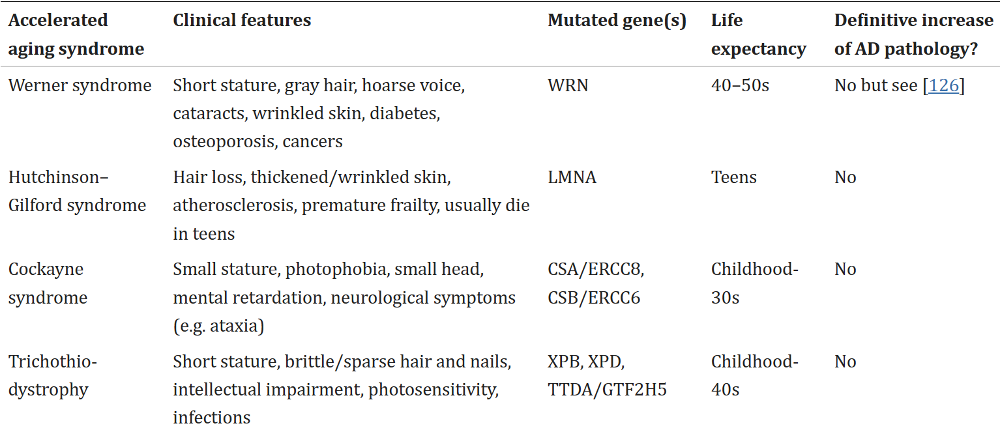 Accelerated aging syndrome | Clinical features | Mutated gene(s) | Life expectancy | Definitive increase of AD pathology?
Werner syndrome | Short stature, gray hair, hoarse voice, cataracts, wrinkled skin, diabetes, osteoporosis, cancers | WRN | 40–50s | No but see [126]
Hutchinson–Gilford syndrome | Hair loss, thickened/wrinkled skin, atherosclerosis, premature frailty, usually die in teens | LMNA | Teens | No
Cockayne syndrome | Small stature, photophobia, small head, mental retardation, neurological symptoms (e.g. ataxia) | CSA/ERCC8, CSB/ERCC6 | Childhood-30s | No
Trichothio-dystrophy | Short stature, brittle/sparse hair and nails, intellectual impairment, photosensitivity, infections | XPB, XPD, TTDA/GTF2H5 | Childhood-40s | No